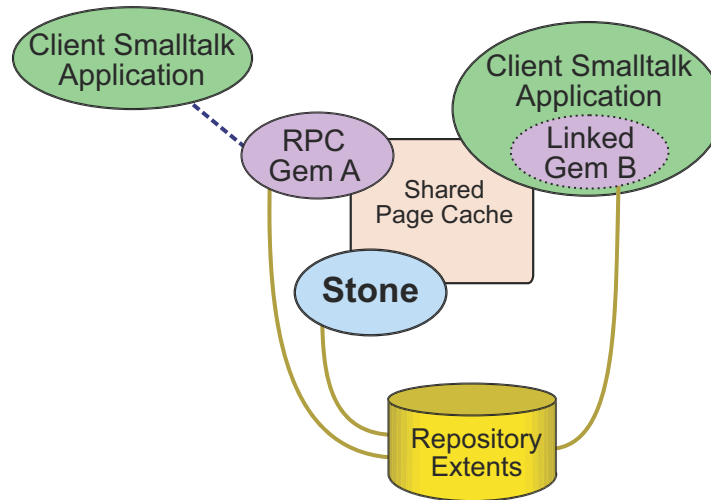 Client Smalltalk
Application
Client Smalltalk
Application
RPC
Gem A
Linked
Gem B
Shared
Page Cache
Stone
Repository
Extents